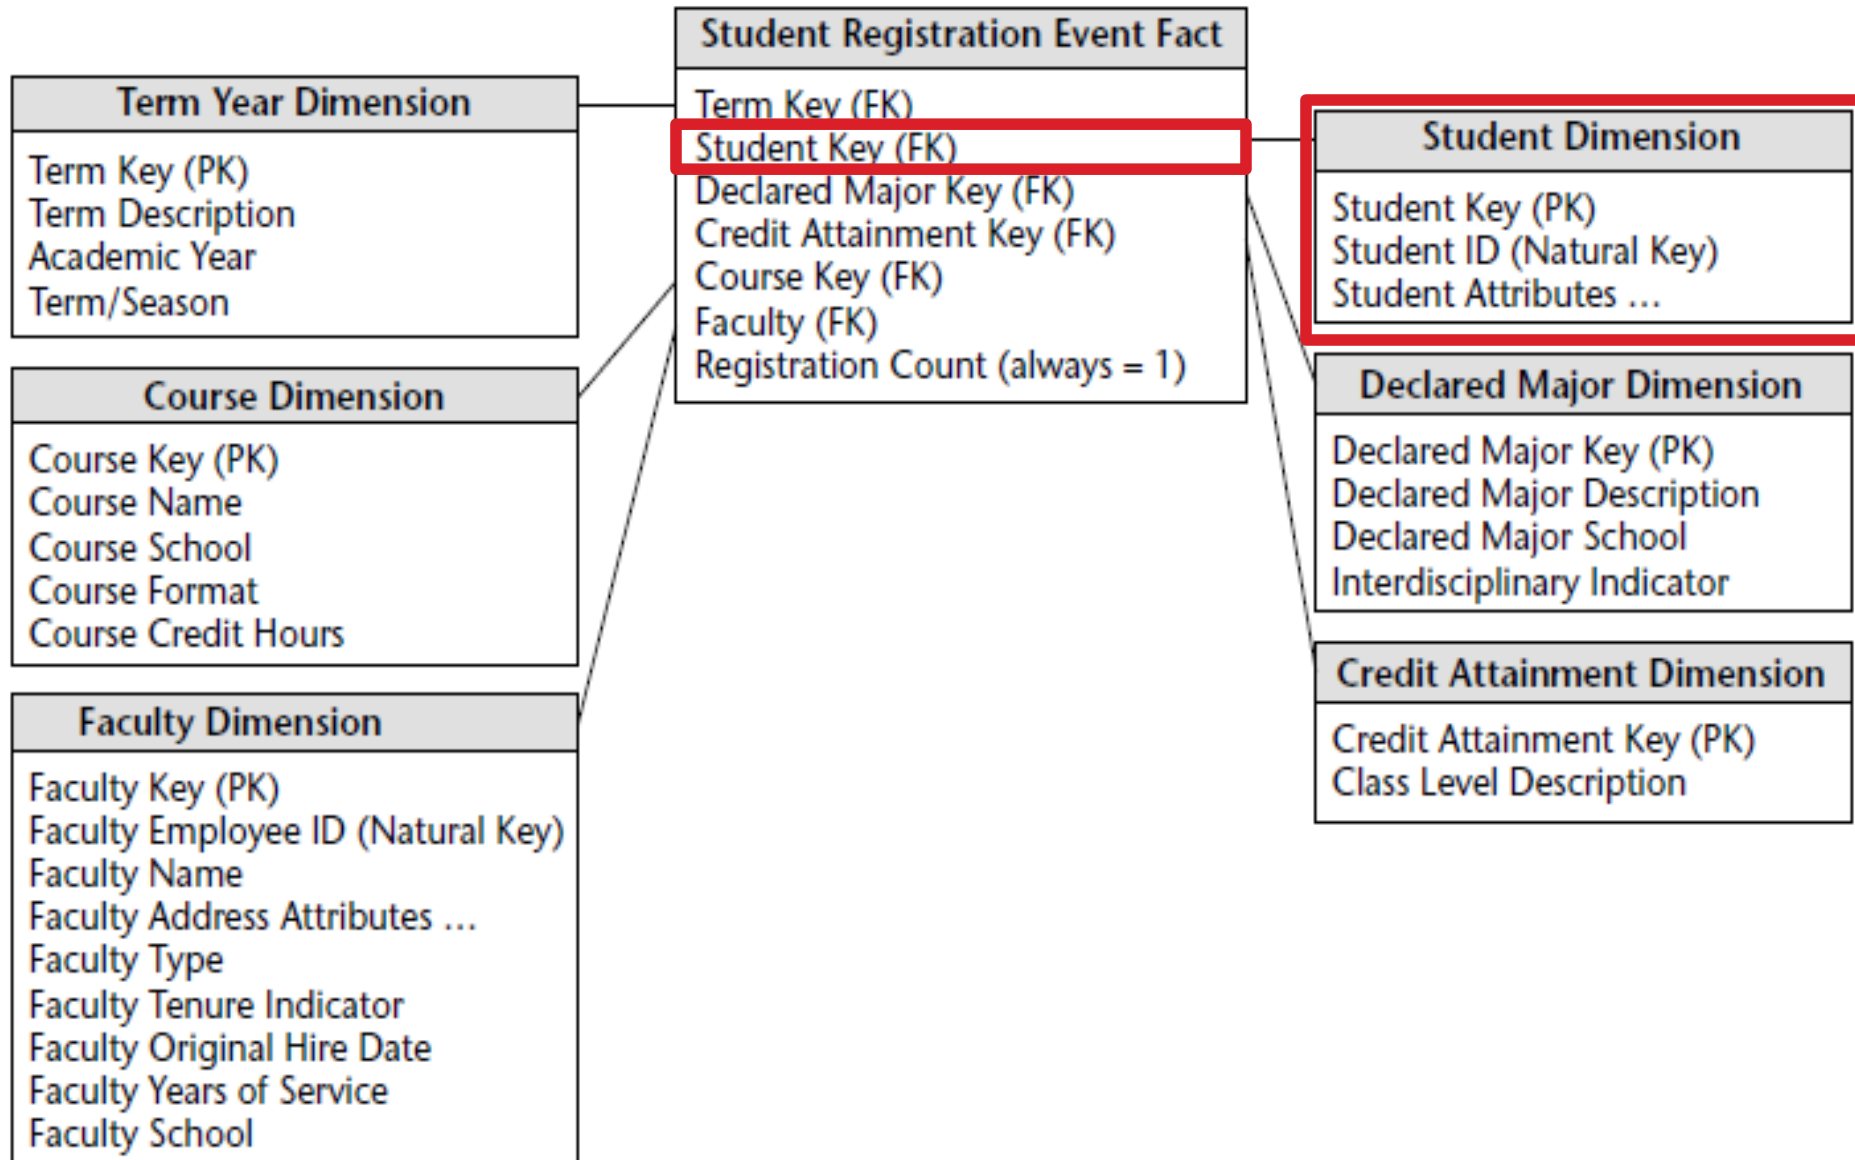 Student Registration Event Fact
Term Key (FK)
Student Key (FK)
Declared Major Key (FK)
Credit Attainment Key (FK)
Course Key (FK)
Faculty (FK)
Registration Count (always = 1)
Term Year Dimension
Term Key (PK)
Term Description
Academic Year
Term/Season
Course Dimension
Course Key (PK)
Course Name
Course School
Course Format
Course Credit Hours
Faculty Dimension
Faculty Key (PK)
Faculty Employee ID (Natural Key)
Faculty Name
Faculty Address Attributes ...
Faculty Type
Faculty Tenure Indicator
Faculty Original Hire Date
Faculty Years of Service
Faculty School
Student Dimension
Student Key (PK)
Student ID (Natural Key)
Student Attributes ...
Declared Major Dimension
Declared Major Key (PK)
Declared Major Description
Declared Major School
Interdisciplinary Indicator
Credit Attainment Dimension
Credit Attainment Key (PK)
Class Level Description